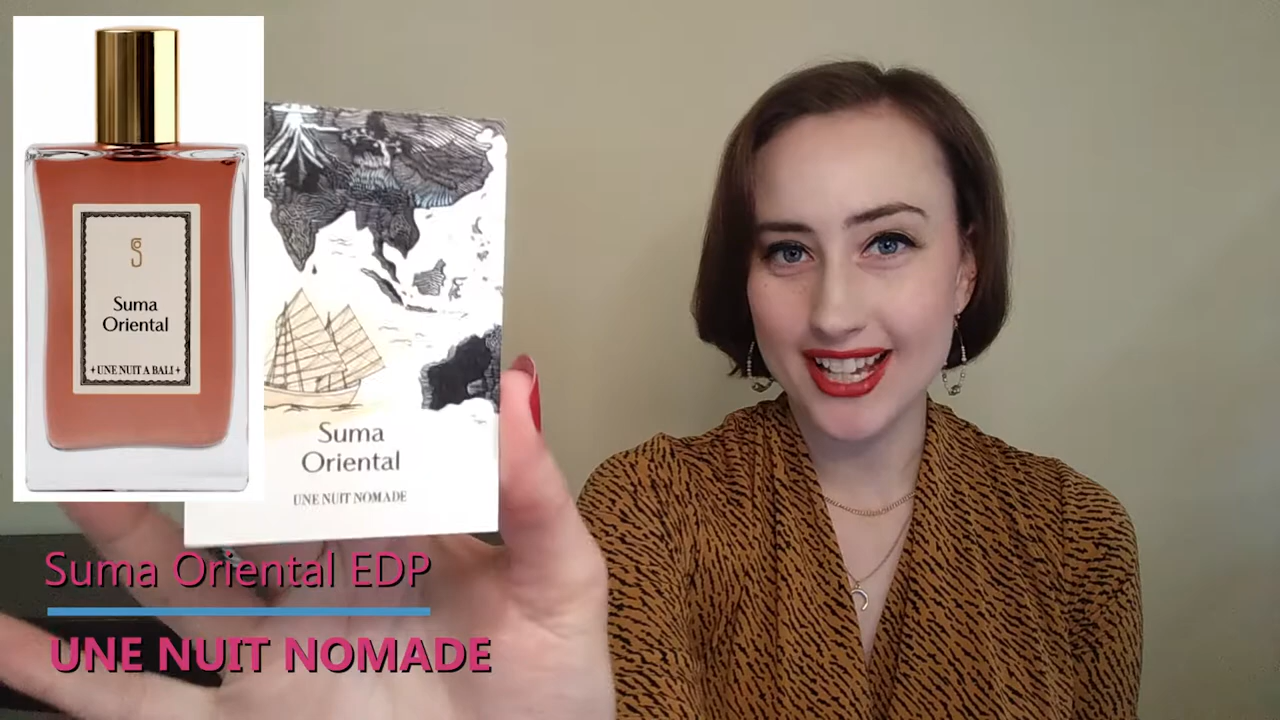 Suma
Oriental
+ UNE NUIT A BALI +
Suma
Oriental
UNE NUIT NOMADE
Suma Oriental EDP
UNE NUIT NOMADE